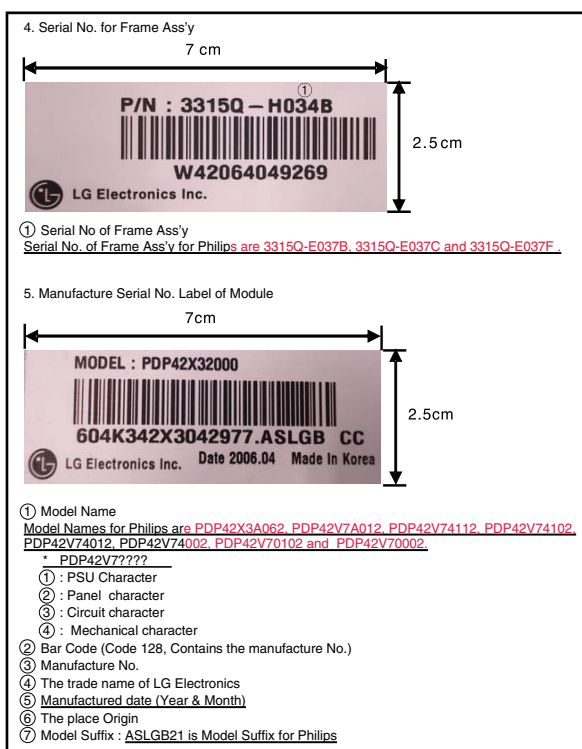 4. Serial No. for Frame Ass'y
7 cm
①
P/N : 3315Q – H034B
2.5cm
W42064049269
LG Electronics Inc.
① Serial No of Frame Ass'y
Serial No. of Frame Ass'y for Philips are 3315Q-E037B, 3315Q-E037C and 3315Q-E037F .
5. Manufacture Serial No. Label of Module
7cm
MODEL : PDP42X32000
2.5cm
604K342X3042977.ASLGB CC
LG Electronics Inc. Date 2006.04 Made In Korea
① Model Name
Model Names for Philips are PDP42X3A062, PDP42V7A012, PDP42V74112, PDP42V74102,
PDP42V74012, PDP42V74002, PDP42V70102 and PDP42V70002.
* PDP42V7????
① : PSU Character
② : Panel character
③ : Circuit character
④ : Mechanical character
② Bar Code (Code 128, Contains the manufacture No.)
③ Manufacture No.
④ The trade name of LG Electronics
⑤ Manufactured date (Year & Month)
⑥ The place Origin
⑦ Model Suffix : ASLGB21 is Model Suffix for Philips